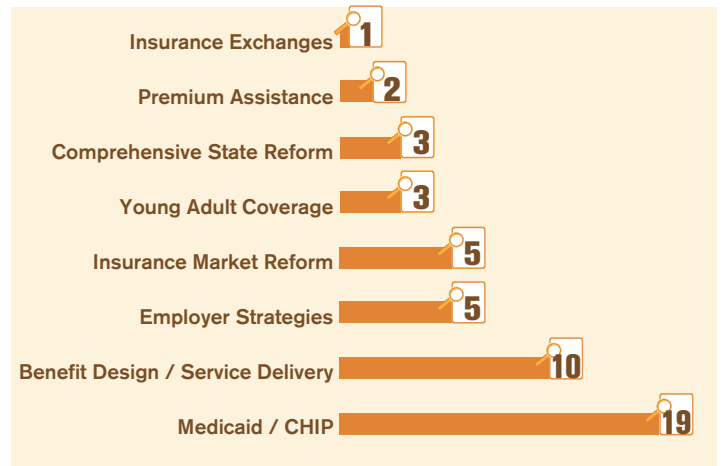 Insurance Exchanges 1
Premium Assistance 2
Comprehensive State Reform 3
Young Adult Coverage 3
Insurance Market Reform 5
Employer Strategies 5
Benefit Design / Service Delivery 10
Medicaid / CHIP 19